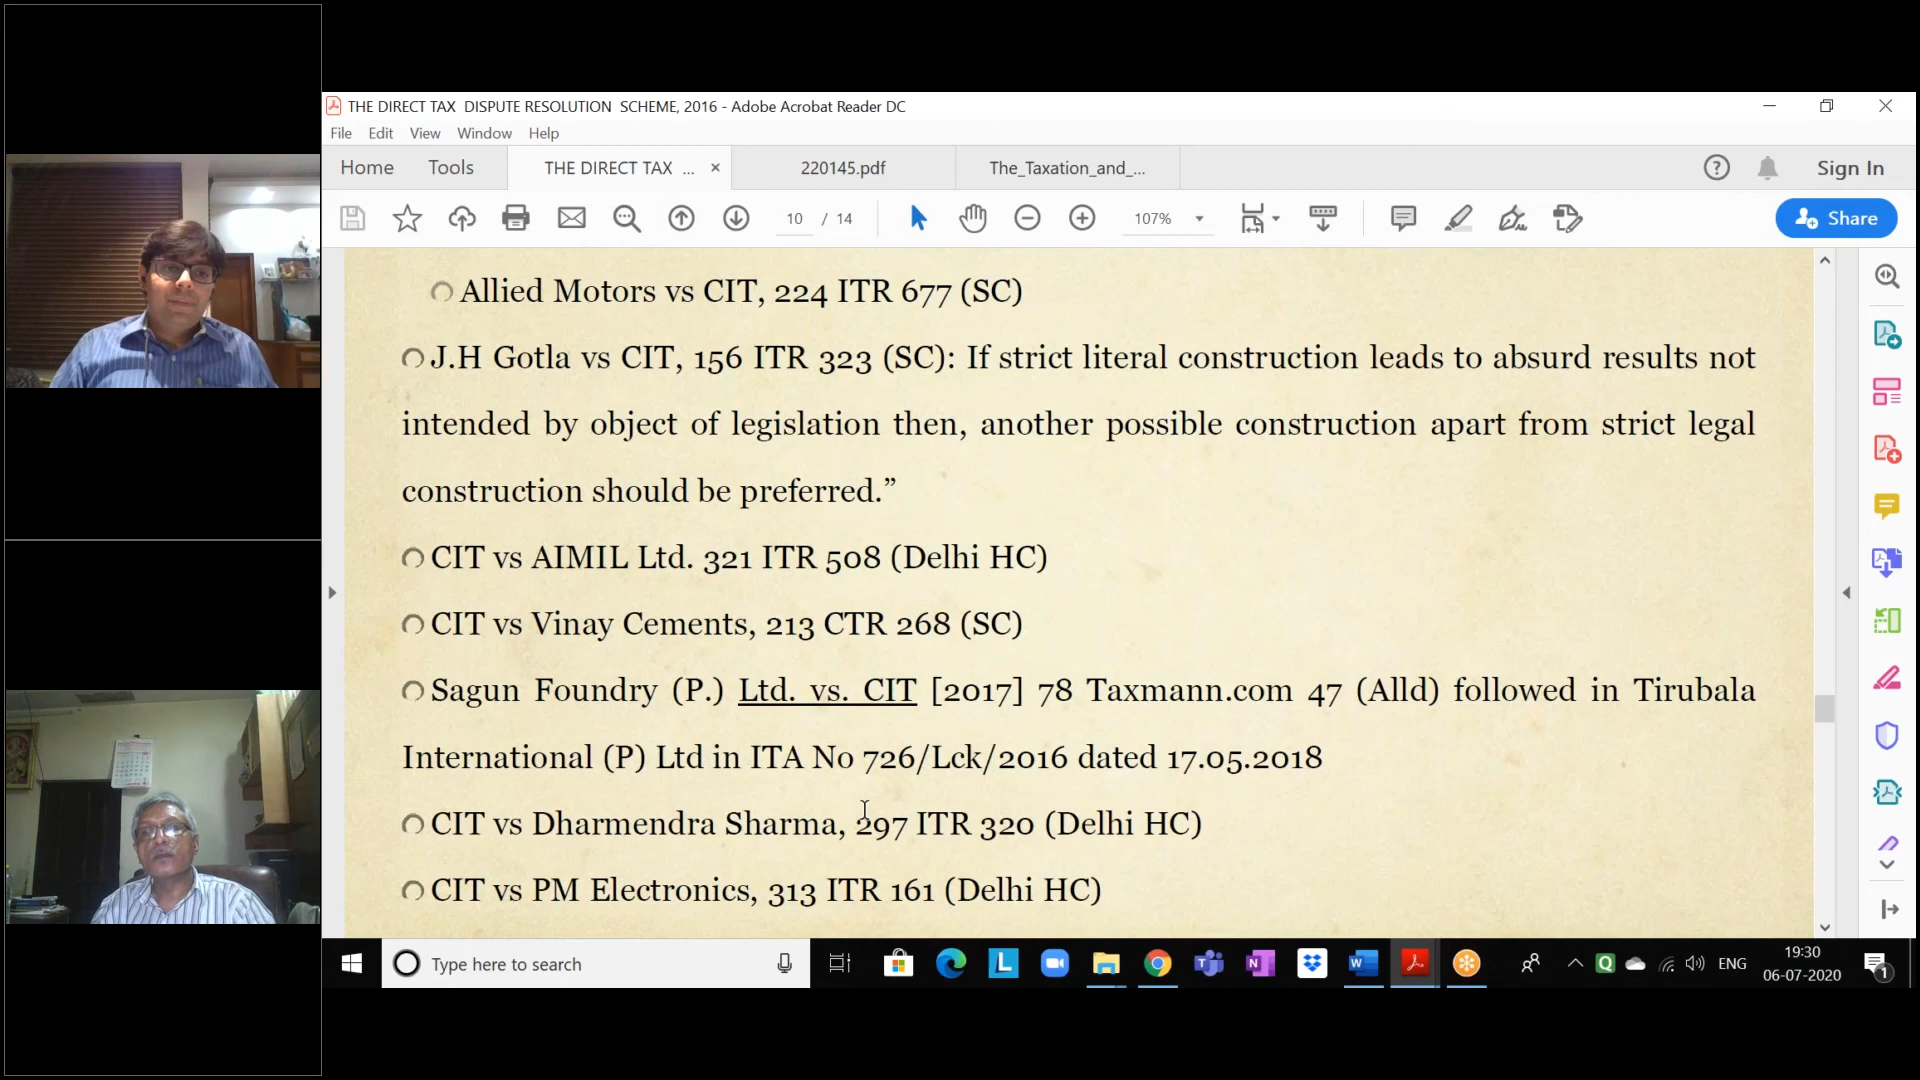 THE DIRECT TAX  DISPUTE RESOLUTION  SCHEME, 2016 - Adobe Acrobat Reader DC
File Edit View Window Help
Home Tools THE DIRECT TAX ... × 220145.pdf The_Taxation_and_... Sign In
10 / 14 107% Share
Allied Motors vs CIT, 224 ITR 677 (SC)
J.H Gotla vs CIT, 156 ITR 323 (SC): If strict literal construction leads to absurd results not
intended by object of legislation then, another possible construction apart from strict legal
construction should be preferred.”
CIT vs AIMIL Ltd. 321 ITR 508 (Delhi HC)
CIT vs Vinay Cements, 213 CTR 268 (SC)
Sagun Foundry (P.) Ltd. vs. CIT [2017] 78 Taxmann.com 47 (Alld) followed in Tirubala
International (P) Ltd in ITA No 726/Lck/2016 dated 17.05.2018
CIT vs Dharmendra Sharma, 297 ITR 320 (Delhi HC)
CIT vs PM Electronics, 313 ITR 161 (Delhi HC)
Type here to search
ENG
19:30
06-07-2020
1